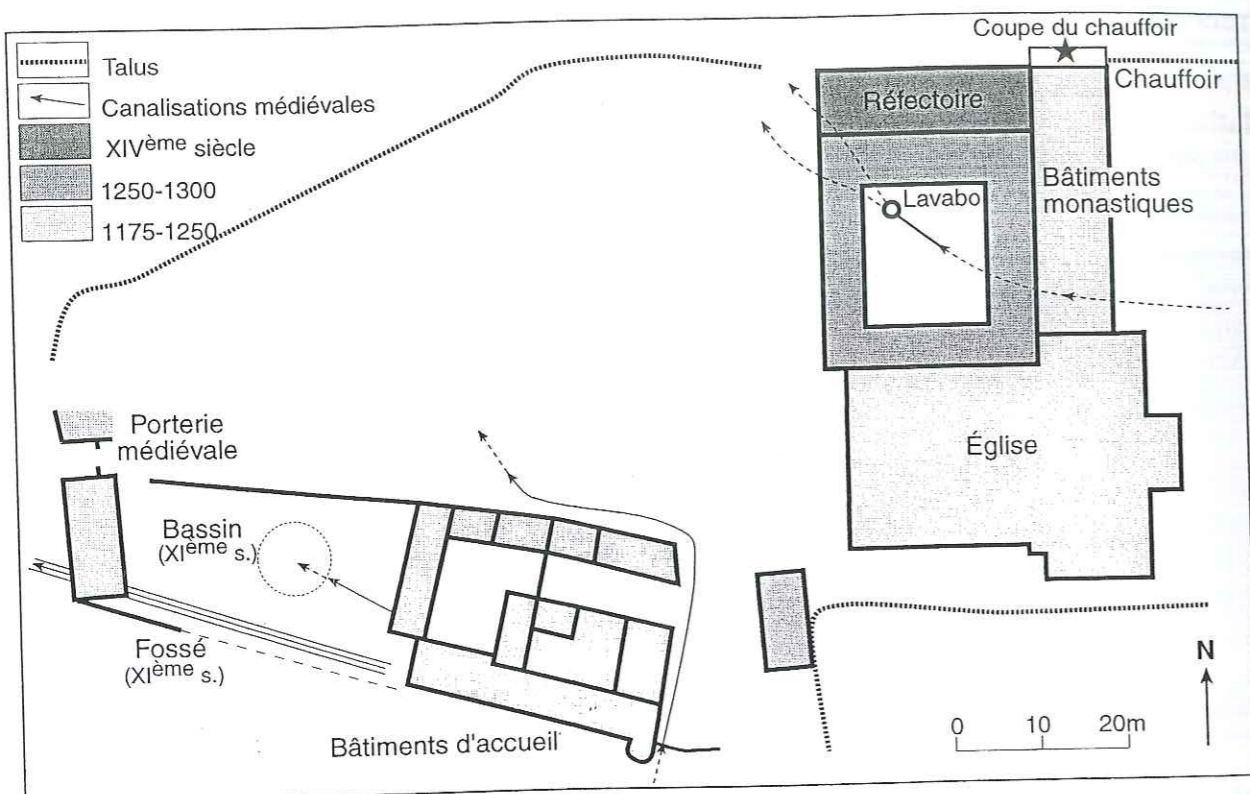 Talus
Canalisations médiévales
XIVème siècle
1250-1300
1175-1250
Coupe du chauffoir
Chauffoir
Réfectoire
Lavabo
Bâtiments
monastiques
Église
Porterie
médiévale
Bassin
(XIème s.)
Fossé
(XIème s.)
Bâtiments d'accueil
N
0 10 20m